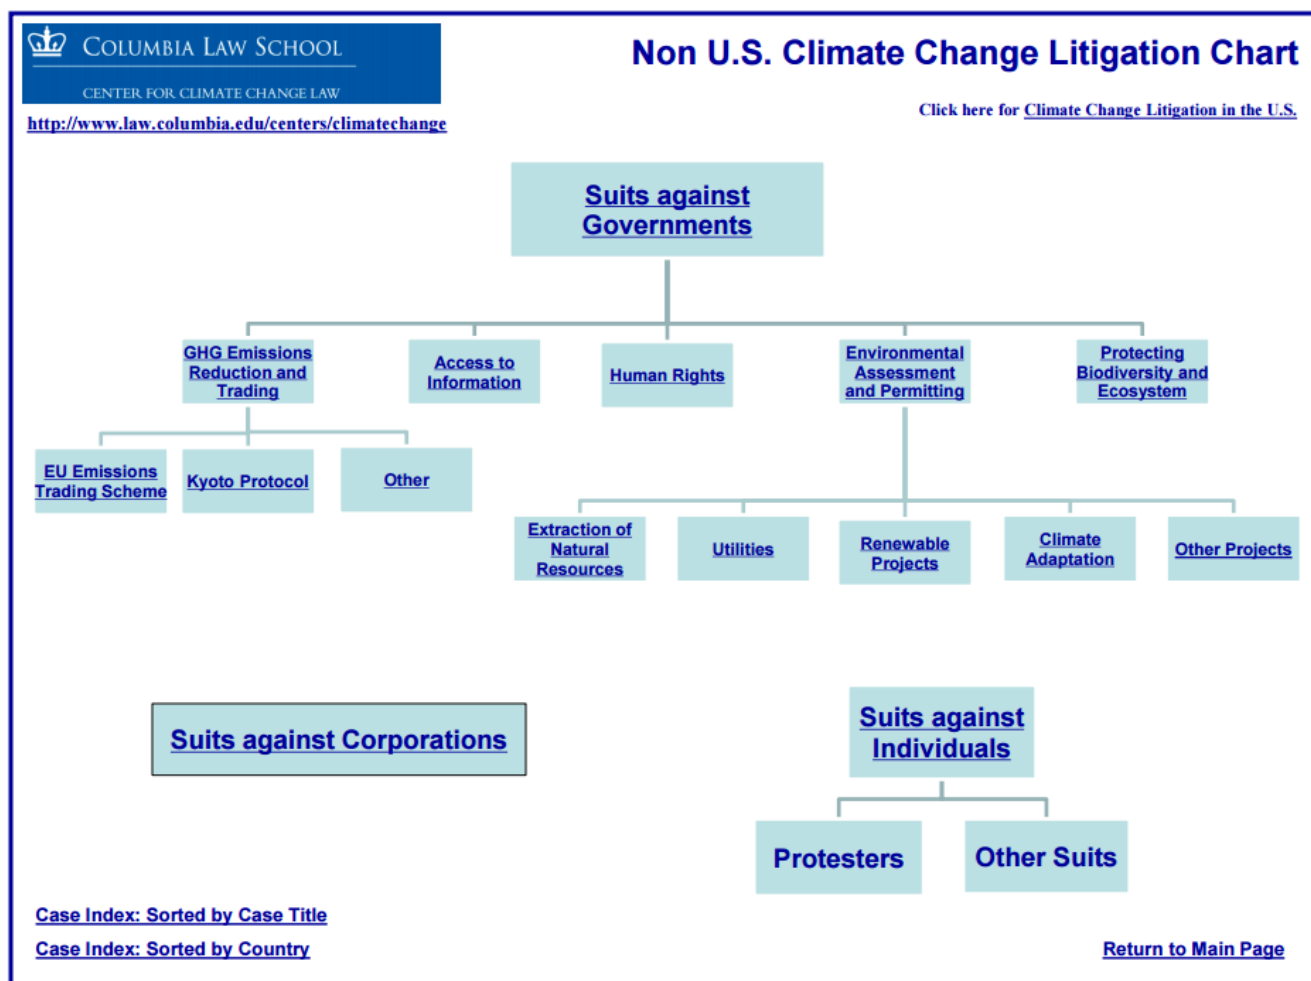 COLUMBIA LAW SCHOOL
CENTER FOR CLIMATE CHANGE LAW
http://www.law.columbia.edu/centers/climatechange
Non U.S. Climate Change Litigation Chart
Click here for Climate Change Litigation in the U.S.
Suits against
Governments
GHG Emissions
Reduction and
Trading
Access to
Information
Human Rights
Environmental
Assessment
and Permitting
Protecting
Biodiversity and
Ecosystem
EU Emissions
Trading Scheme
Kyoto Protocol
Other
Extraction of
Natural
Resources
Utilities
Renewable
Projects
Climate
Adaptation
Other Projects
Suits against Corporations
Suits against
Individuals
Protesters
Other Suits
Case Index: Sorted by Case Title
Case Index: Sorted by Country
Return to Main Page